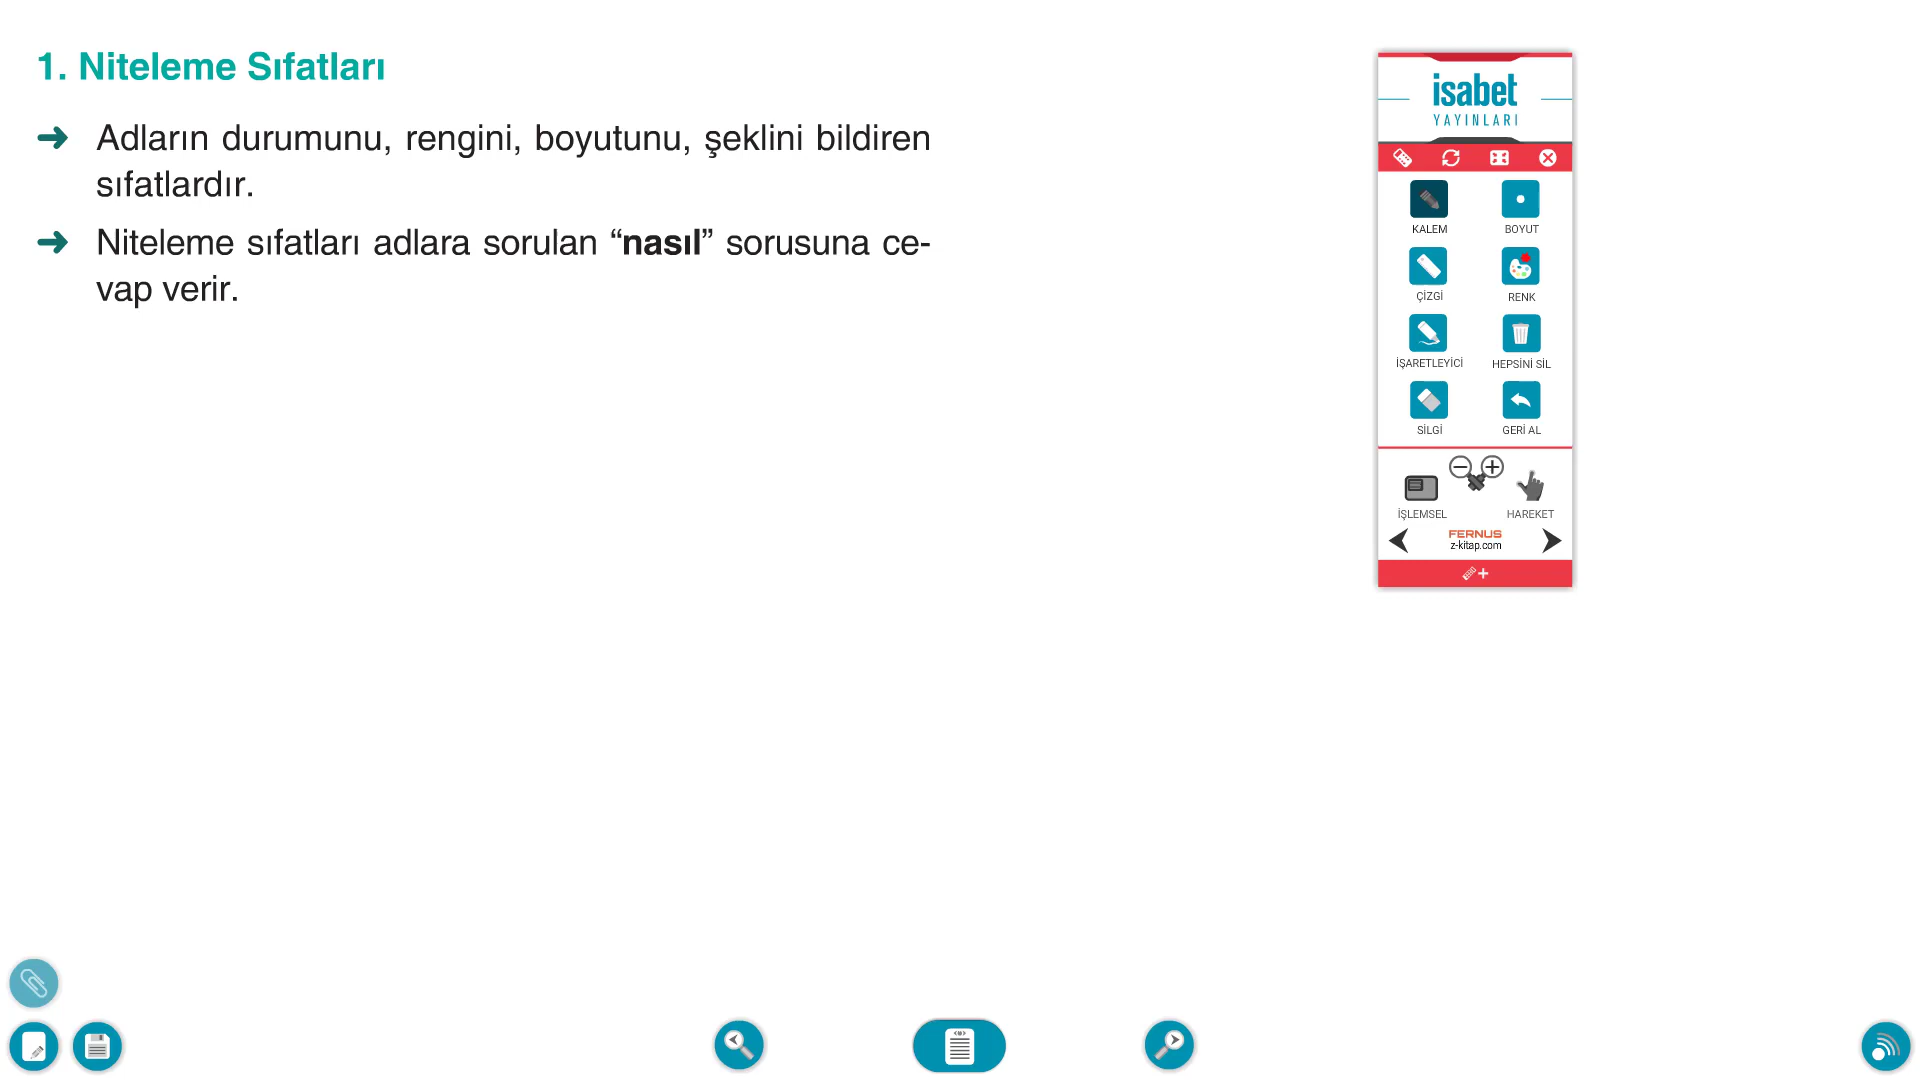 1. Niteleme Sıfatları
Adların durumunu, rengini, boyutunu, şeklini bildiren
sıfatlardır.
Niteleme sıfatları adlara sorulan “nasıl” sorusuna ce-
vap verir.
isabet
YAYINLARI
KALEM
BOYUT
ÇİZGİ
RENK
İŞARETLEYİCİ
HEPSİNİ SİL
SİLGİ
GERİ AL
İŞLEMSEL
HAREKET
FERNUS
z-kitap.com